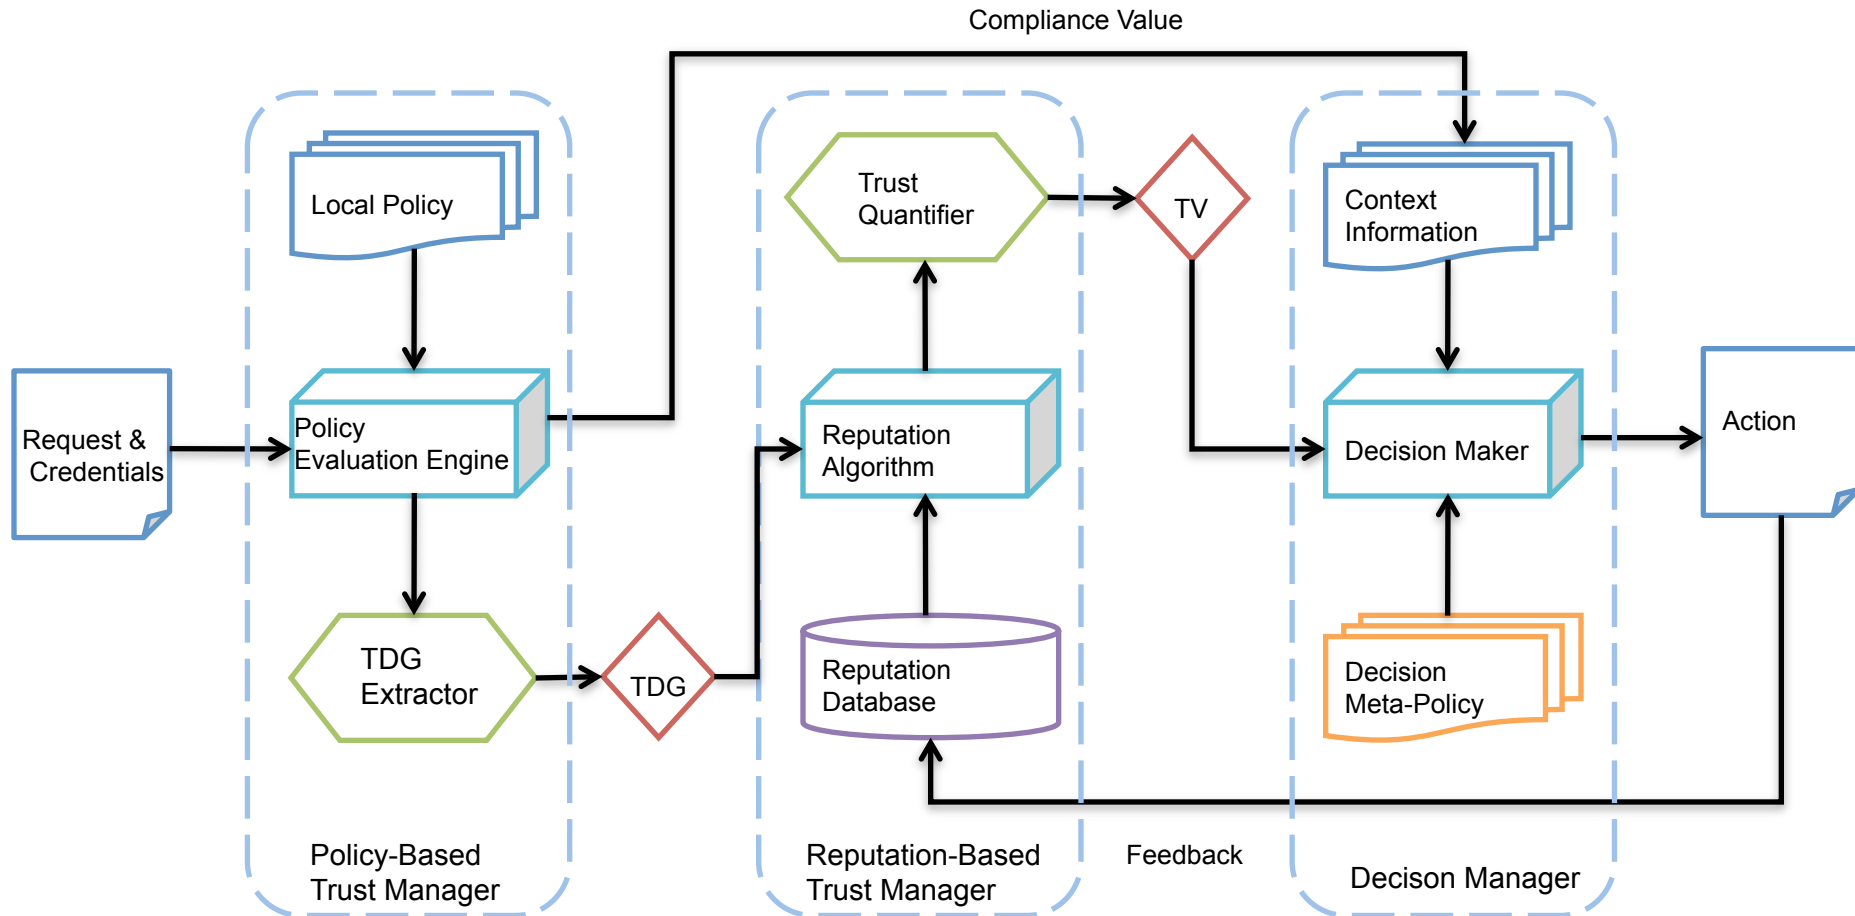 Compliance Value
Local Policy
Trust
Quantifier
TV
Context
Information
Request &
Credentials
Policy
Evaluation Engine
Reputation
Algorithm
Decision Maker
Action
TDG
Extractor
TDG
Reputation
Database
Decision
Meta-Policy
Policy-Based
Trust Manager
Reputation-Based
Trust Manager
Feedback
Decison Manager